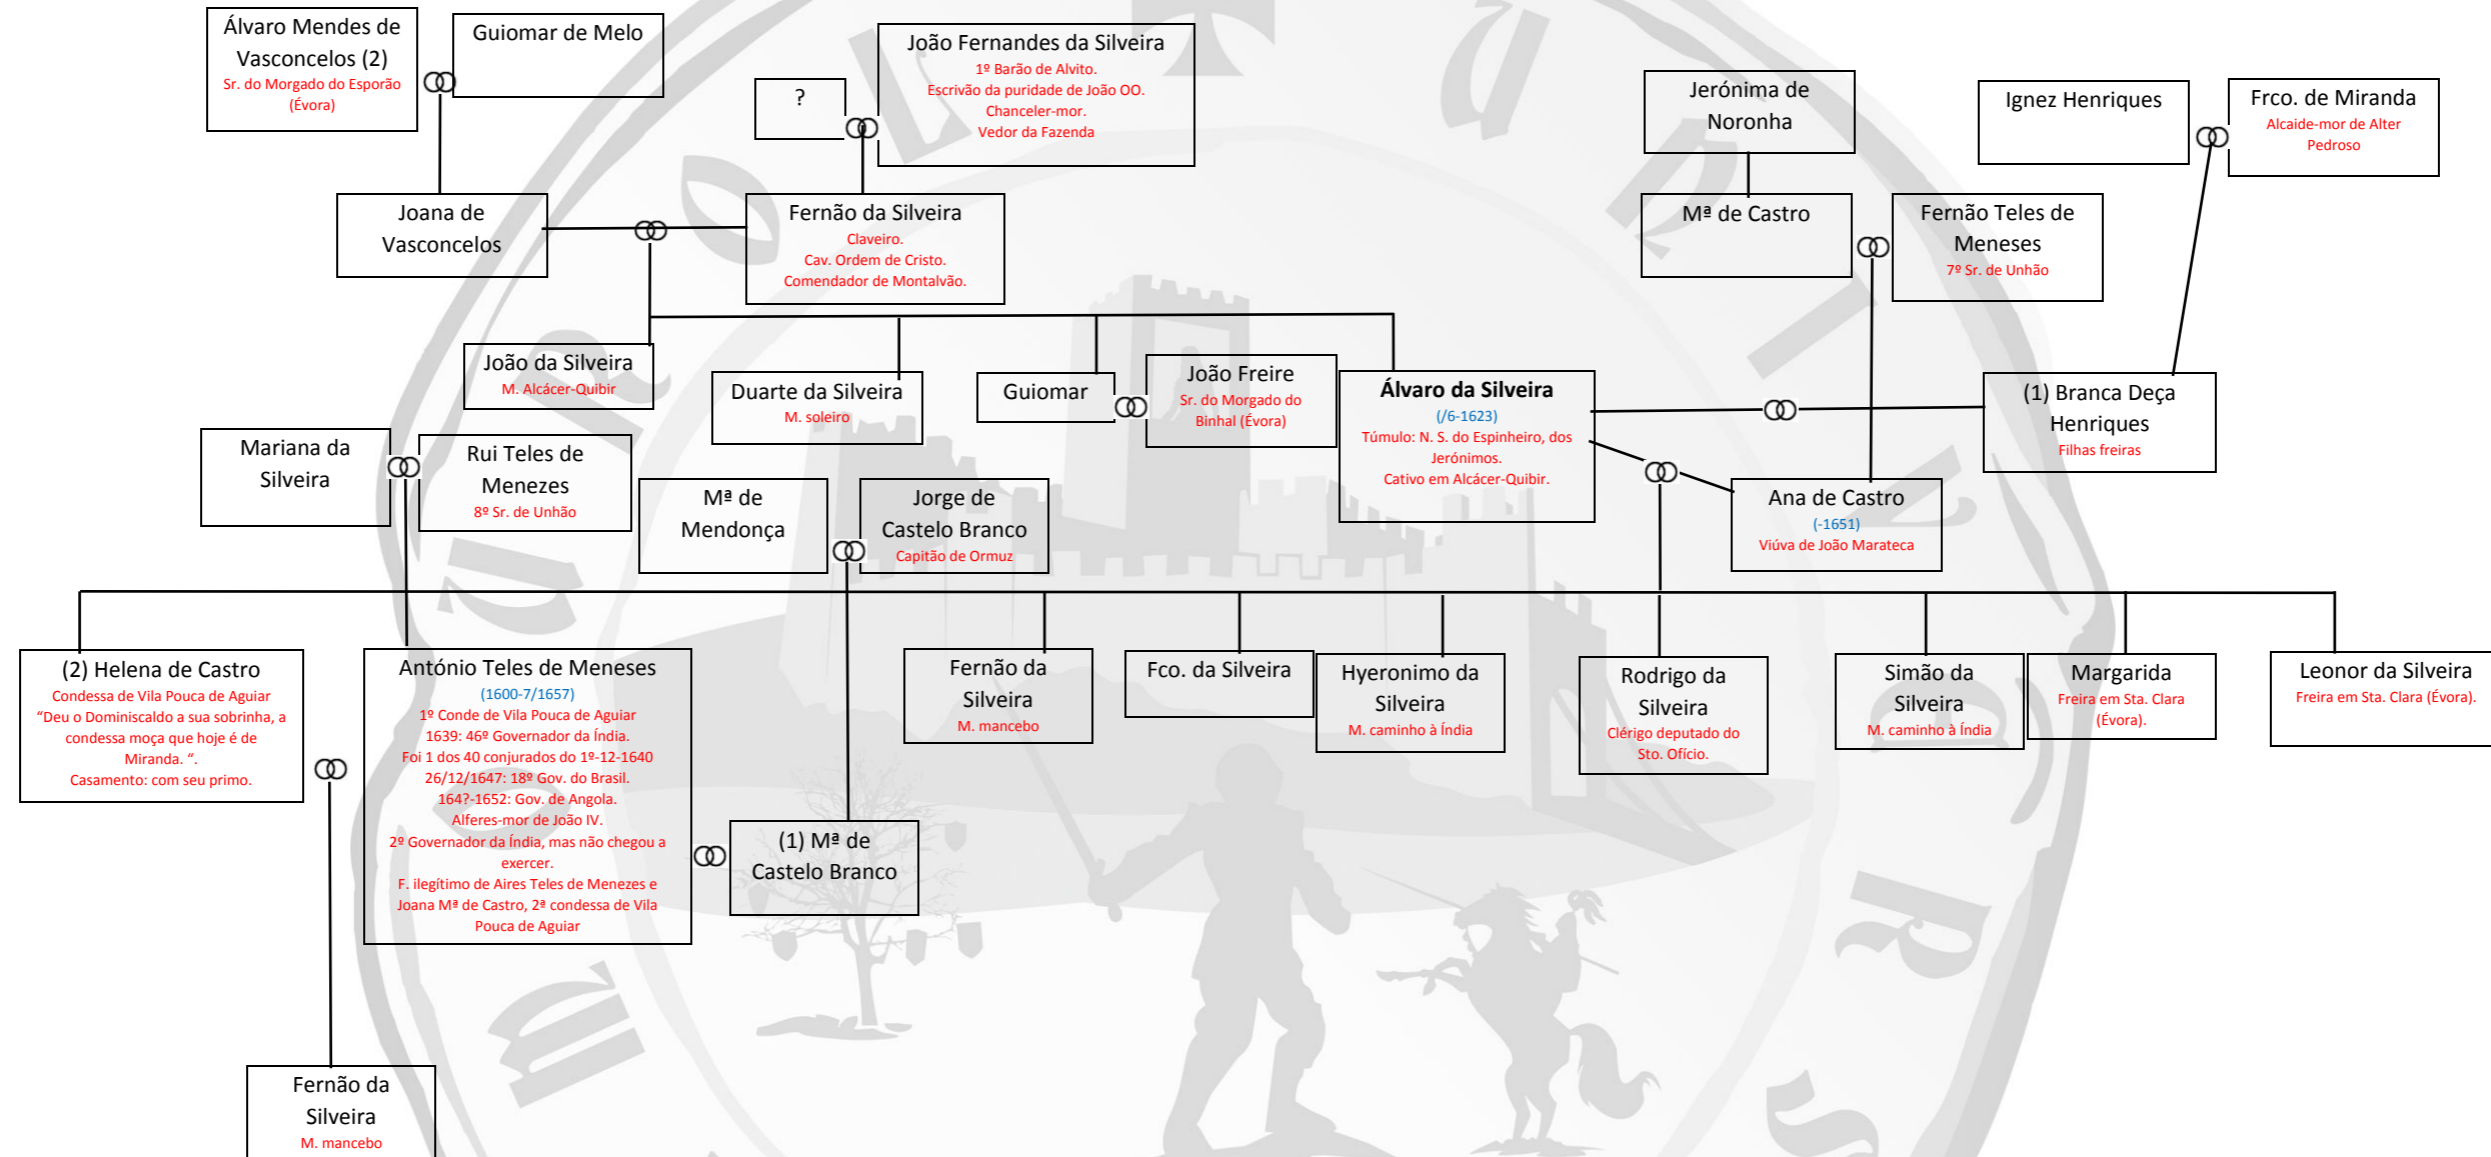 Álvaro Mendes de
Vasconcelos (2)
Sr. do Morgado do Esporão
(Évora)
Guiomar de Melo
?
João Fernandes da Silveira
1º Barão de Alvito.
Escrivão da puridade de João OO.
Chanceler-mor.
Vedor da Fazenda
Jerónima de
Noronha
Ignez Henriques
Frco. de Miranda
Alcaide-mor de Alter
Pedroso
Joana de
Vasconcelos
Fernão da Silveira
Claveiro.
Cav. Ordem de Cristo.
Comendador de Montalvão.
Mª de Castro
Fernão Teles de
Meneses
7º Sr. de Unhão
João da Silveira
M. Alcácer-Quibir
Duarte da Silveira
M. soleiro
Guiomar
João Freire
Sr. do Morgado do
Binhal (Évora)
Álvaro da Silveira
(/6-1623)
Túmulo: N. S. do Espinheiro, dos
Jerónimos.
Cativo em Alcácer-Quibir.
(1) Branca Deça
Henriques
Filhas freiras
Mariana da
Silveira
Rui Teles de
Menezes
8º Sr. de Unhão
Mª de
Mendonça
Jorge de
Castelo Branco
Capitão de Ormuz
Ana de Castro
(-1651)
Viúva de João Marateca
(2) Helena de Castro
Condessa de Vila Pouca de Aguiar
“Deu o Dominiscaldo a sua sobrinha, a
condessa moça que hoje é de
Miranda. “.
Casamento: com seu primo.
António Teles de Meneses
(1600-7/1657)
1º Conde de Vila Pouca de Aguiar
1639: 46º Governador da Índia.
Foi 1 dos 40 conjurados do 1º-12-1640
26/12/1647: 18º Gov. do Brasil.
164?-1652: Gov. de Angola.
Alferes-mor de João IV.
2º Governador da Índia, mas não chegou a
exercer.
F. ilegítimo de Aires Teles de Menezes e
Joana Mª de Castro, 2ª condessa de Vila
Pouca de Aguiar
(1) Mª de
Castelo Branco
Fernão da
Silveira
M. mancebo
Fco. da Silveira
Hyeronimo da
Silveira
M. caminho à Índia
Rodrigo da
Silveira
Clérigo deputado do
Sto. Ofício.
Simão da
Silveira
M. caminho à Índia
Margarida
Freira em Sta. Clara
(Évora).
Leonor da Silveira
Freira em Sta. Clara (Évora).
Fernão da
Silveira
M. mancebo